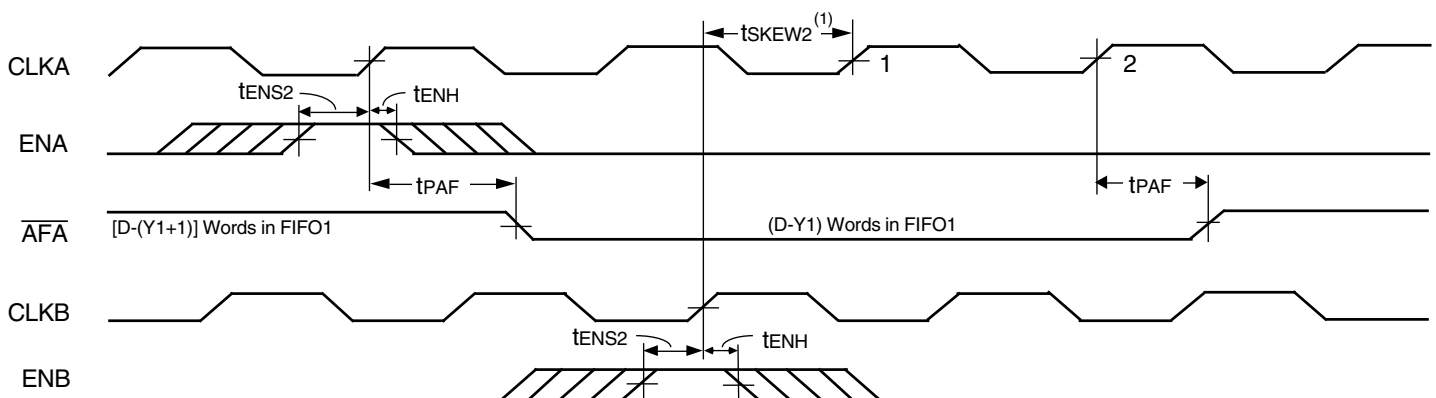 tSKEW2 (1)
CLKA
1
2
tENS2
tENH
ENA
tPAF
tPAF
AFA
[D-(Y1+1)] Words in FIFO1
(D-Y1) Words in FIFO1
CLKB
tENS2
tENH
ENB